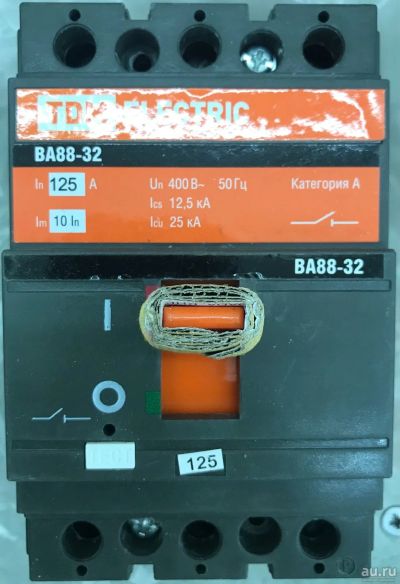 TDM ELECTRIC
ВА88-32
In 125 А Un 400 В~ 50 Гц Категория А
Ics 12,5 кА
Im 10 In Icu 25 кА
ВА88-32
I
O
TEST
125
au.ru